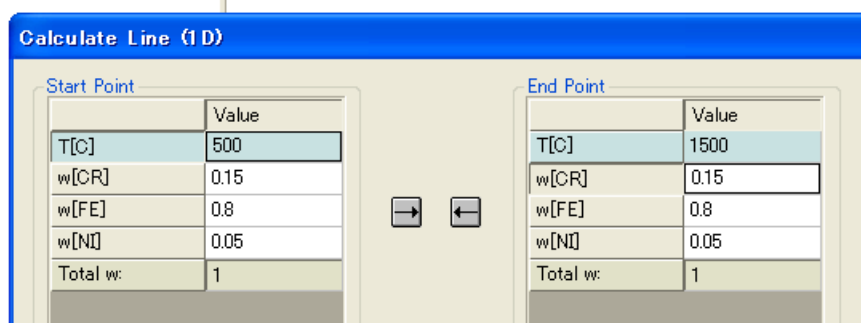 Calculate Line (1D)
Start Point
End Point
Value
Value
T[C] 500
T[C] 1500
w[CR] 0.15
w[CR] 0.15
w[FE] 0.8
w[FE] 0.8
w[NI] 0.05
w[NI] 0.05
Total w: 1
Total w: 1